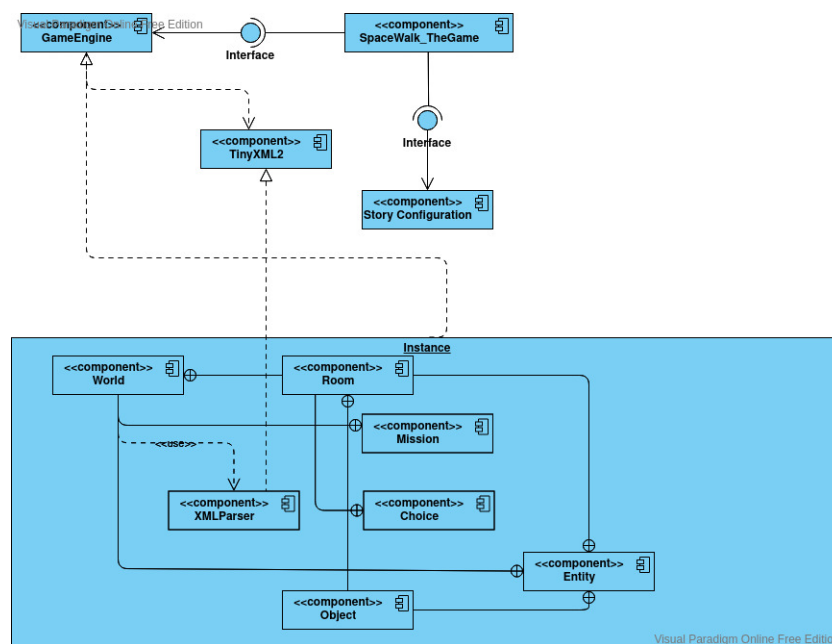 Visual Paradigm Online Free Edition
<<component>>
GameEngine
<<component>>
SpaceWalk_TheGame
Interface
<<component>>
TinyXML2
Interface
<<component>>
Story Configuration
Instance
<<component>>
World
<<component>>
Room
<<component>>
Mission
<<use>>
<<component>>
XMLParser
<<component>>
Choice
<<component>>
Entity
<<component>>
Object
Visual Paradigm Online Free Editio